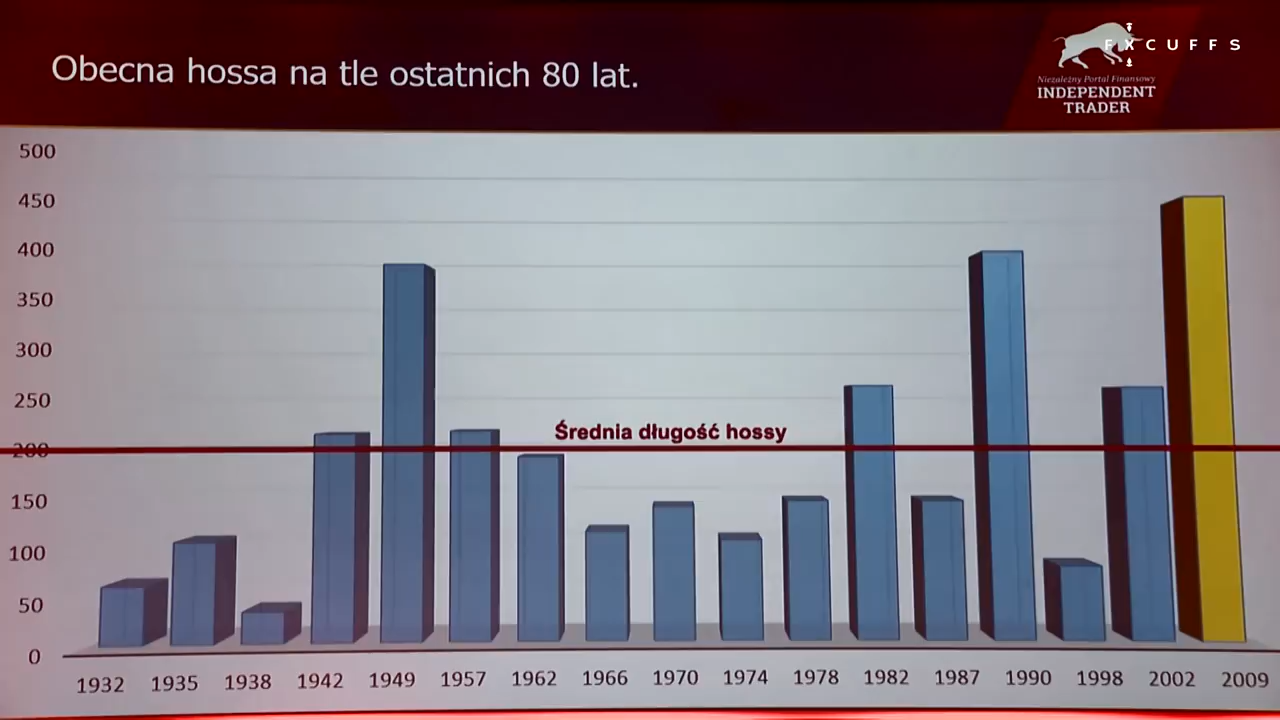 Obecna hossa na tle ostatnich 80 lat.
FXCUFFS
Niezależny Portal Finansowy
INDEPENDENT
TRADER
500
450
400
350
300
250
200
150
100
50
0
Średnia długość hossy
1932 1935 1938 1942 1949 1957 1962 1966 1970 1974 1978 1982 1987 1990 1998 2002 2009